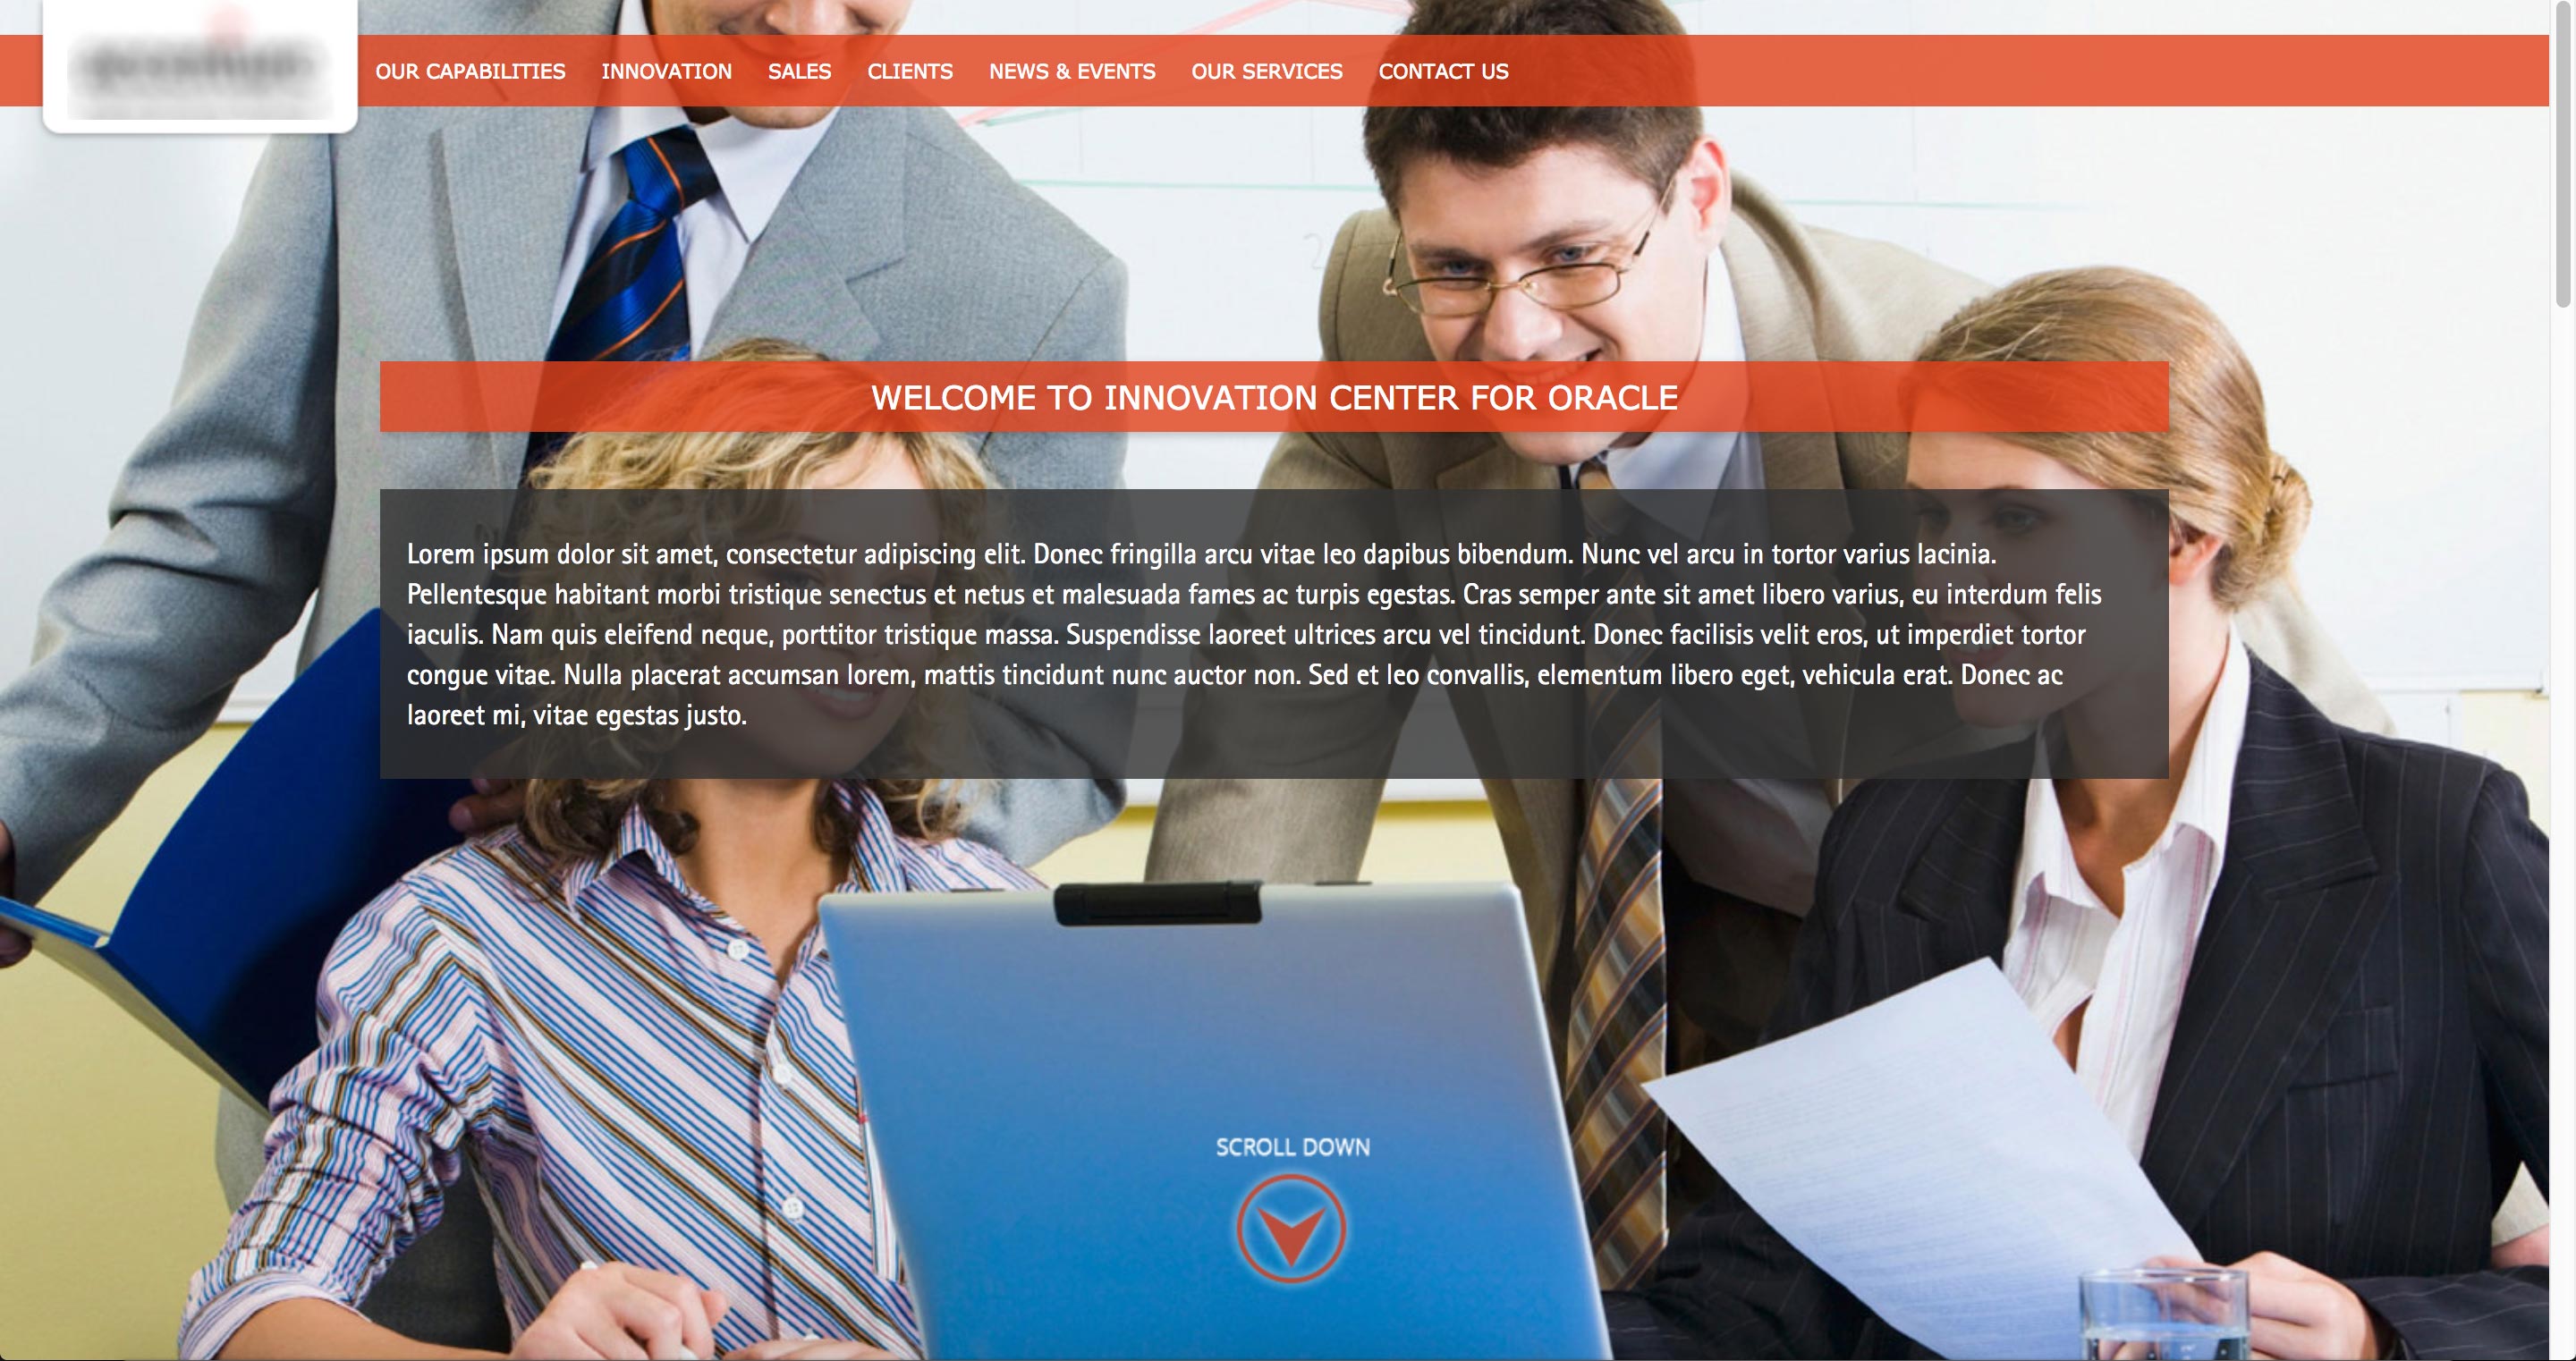 OUR CAPABILITIES INNOVATION SALES CLIENTS NEWS & EVENTS OUR SERVICES CONTACT US
WELCOME TO INNOVATION CENTER FOR ORACLE
Lorem ipsum dolor sit amet, consectetur adipiscing elit. Donec fringilla arcu vitae leo dapibus bibendum. Nunc vel arcu in tortor varius lacinia.
Pellentesque habitant morbi tristique senectus et netus et malesuada fames ac turpis egestas. Cras semper ante sit amet libero varius, eu interdum felis
iaculis. Nam quis eleifend neque, porttitor tristique massa. Suspendisse laoreet ultrices arcu vel tincidunt. Donec facilisis velit eros, ut imperdiet tortor
congue vitae. Nulla placerat accumsan lorem, mattis tincidunt nunc auctor non. Sed et leo convallis, elementum libero eget, vehicula erat. Donec ac
laoreet mi, vitae egestas justo.
SCROLL DOWN